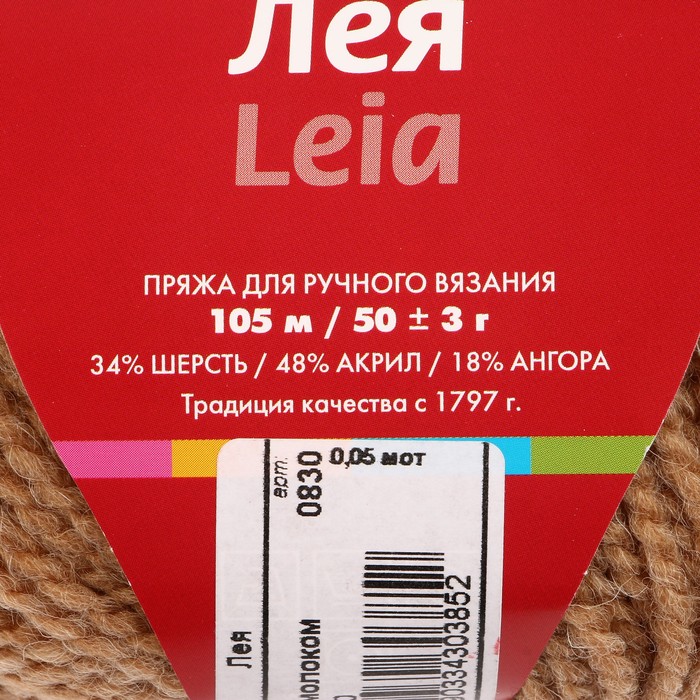 Лея
Leia
ПРЯЖА ДЛЯ РУЧНОГО ВЯЗАНИЯ
105 м / 50 ± 3 г
34% ШЕРСТЬ / 48% АКРИЛ / 18% АНГОРА
Традиция качества с 1797 г.
0,05 мот
арт:
0830
Лея
молоком
00334303852